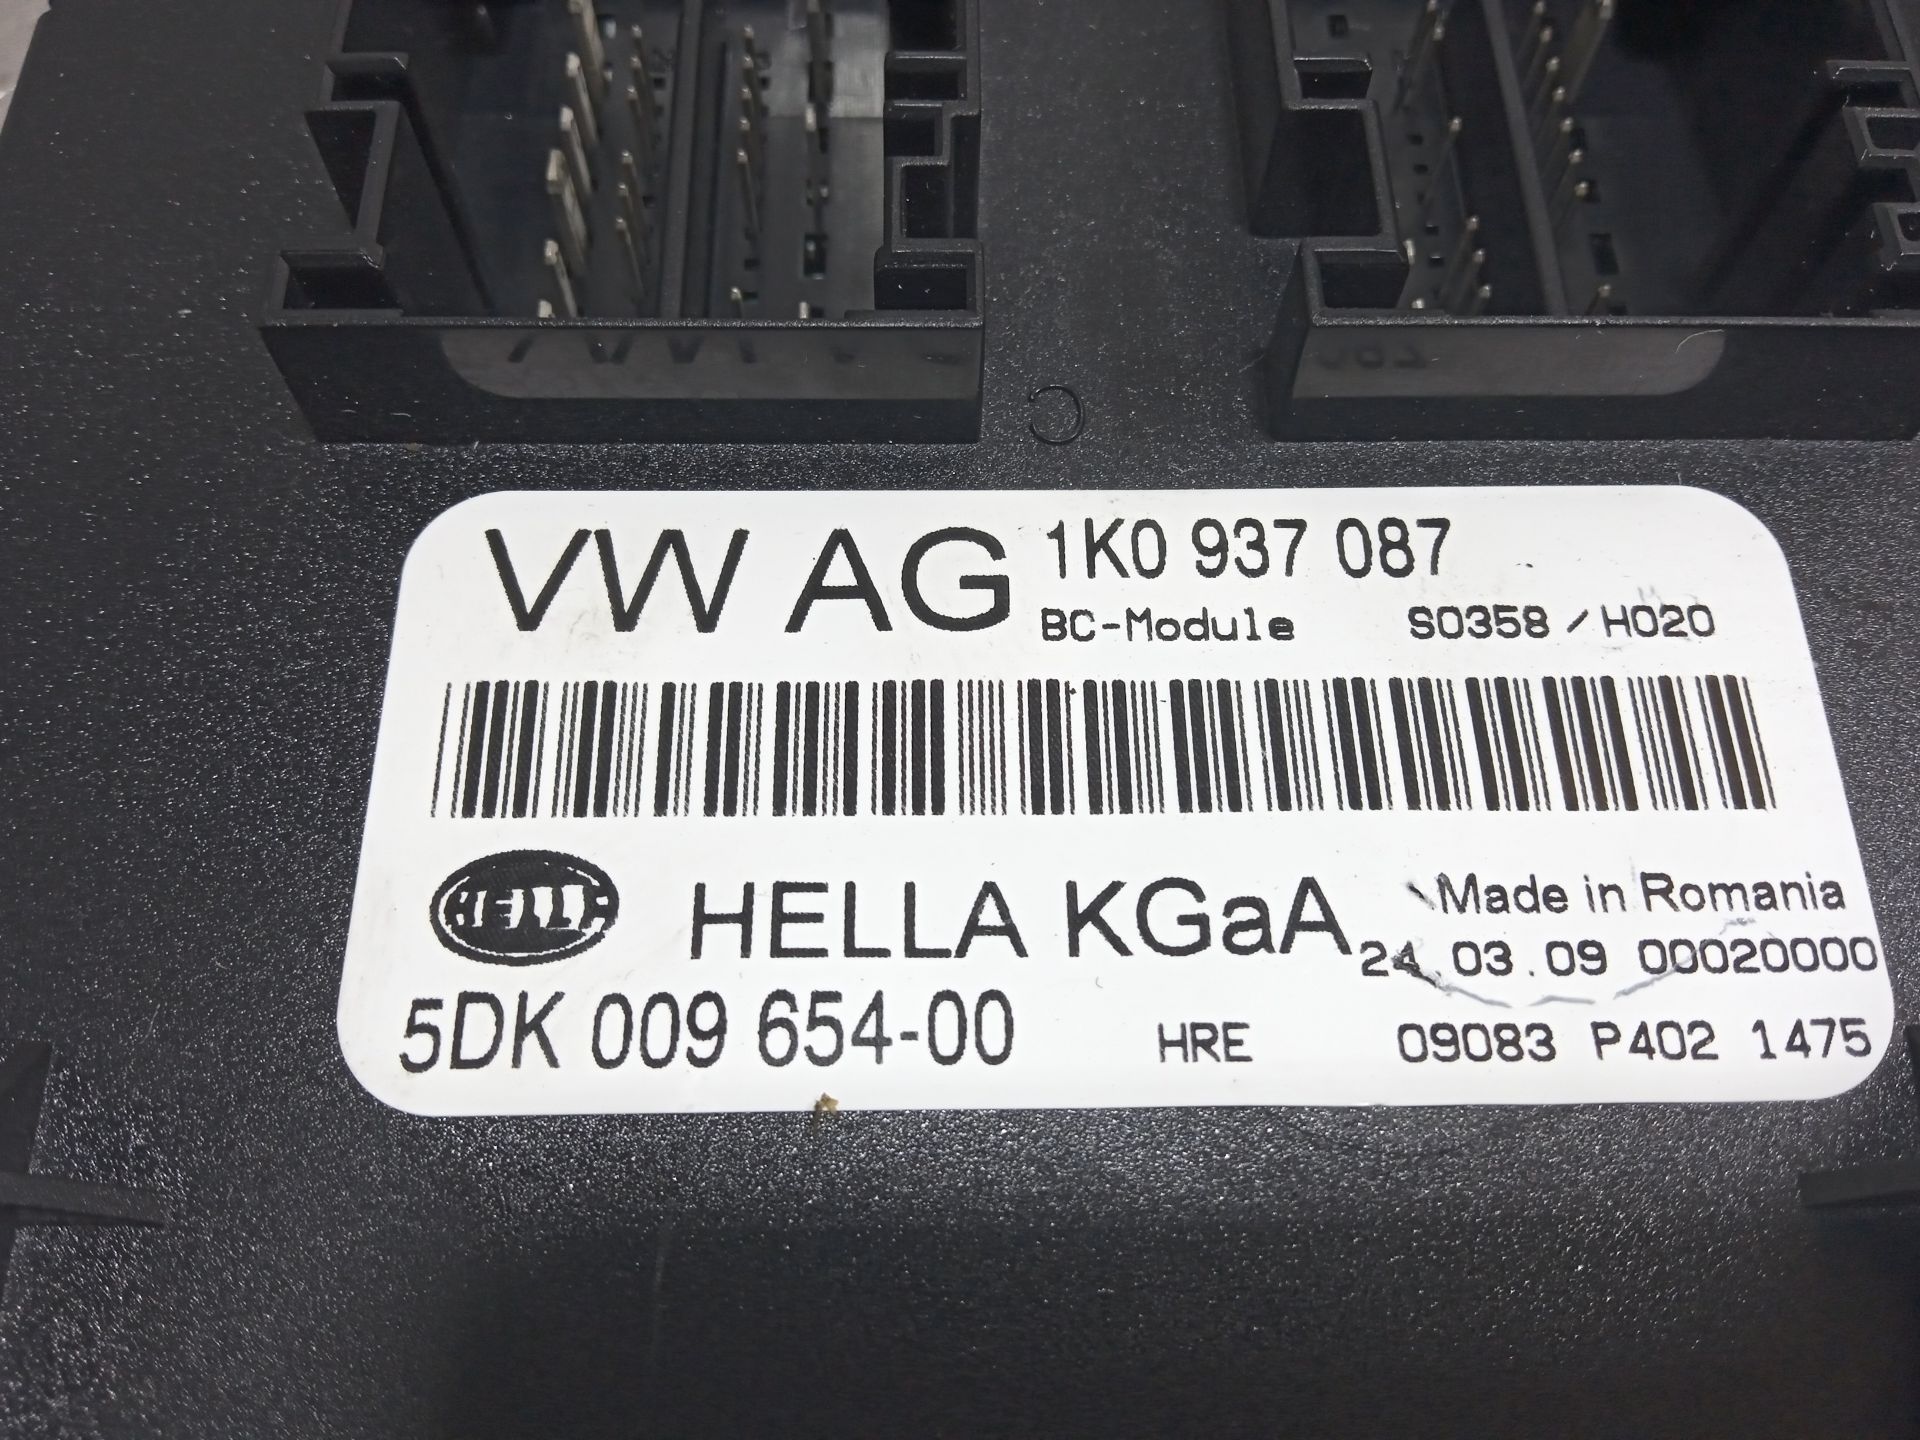 C
VW AG 1K0 937 087
BC-Module S0358 / H020
HELLA HELLA KGaA Made in Romania
24.03.09 00020000
5DK 009 654-00 HRE 09083 P402 1475